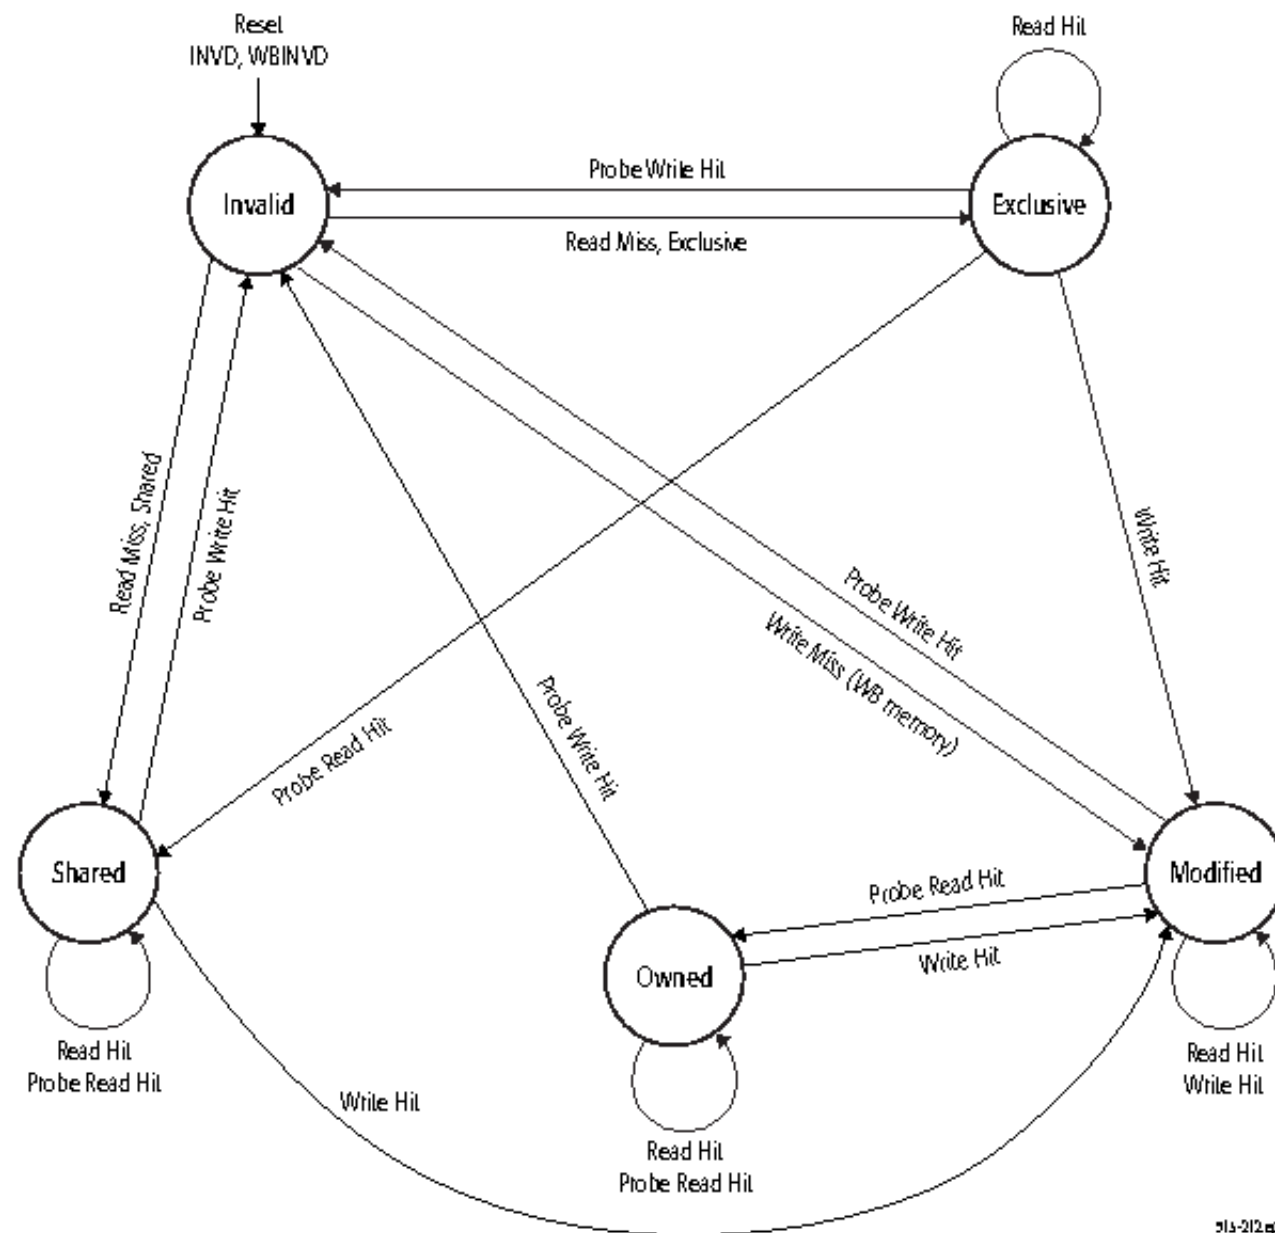 Reset
INVD, WBINVD
Read Hit
Invalid
Probe Write Hit
Exclusive
Read Miss, Exclusive
Read Miss, Shared
Probe Write Hit
Write Hit
Probe Write Hit
Write Miss (WB memory)
Probe Write Hit
Probe Read Hit
Shared
Modified
Probe Read Hit
Write Hit
Owned
Read Hit
Probe Read Hit
Write Hit
Read Hit
Write Hit
Read Hit
Probe Read Hit